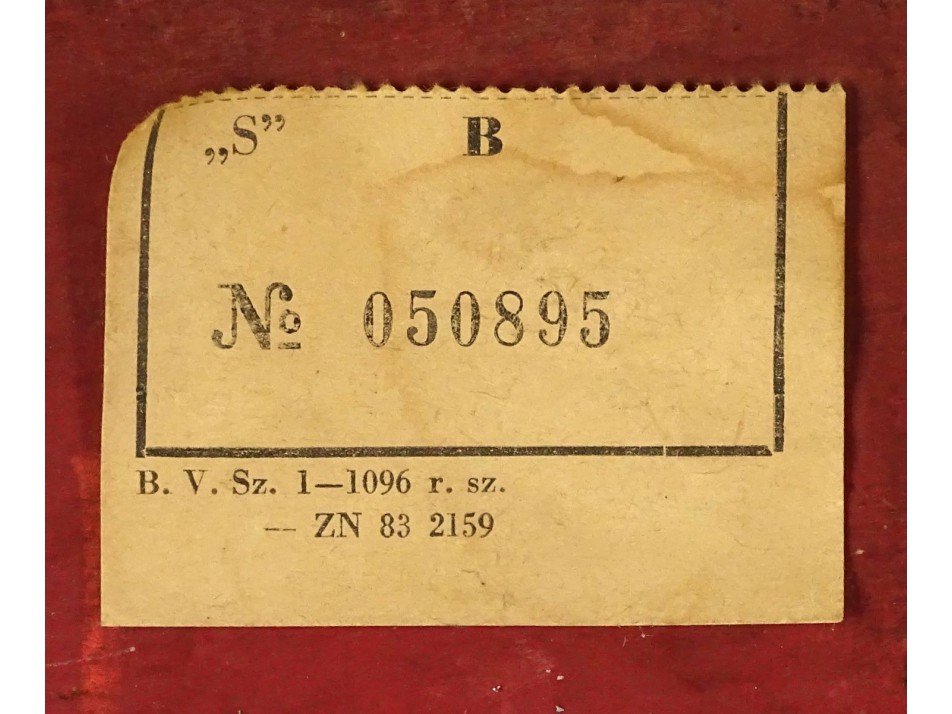 „S” B
№ 050895
B. V. Sz. 1—1096 r. sz.
— ZN 83 2159